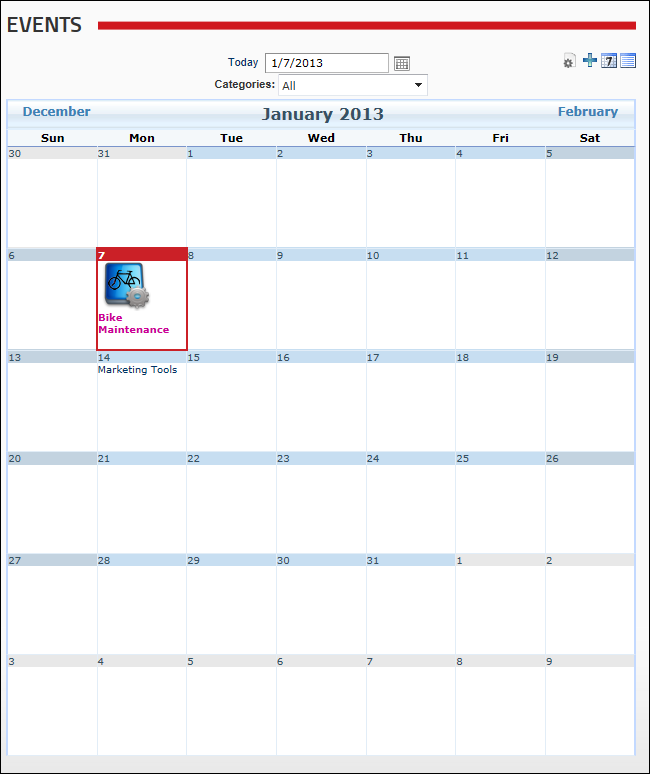 EVENTS
Today 1/7/2013
7
Categories: All
December January 2013 February
Sun Mon Tue Wed Thu Fri Sat
30 31 1 2 3 4 5
6 7 8 9 10 11 12
Bike
Maintenance
13 14 15 16 17 18 19
Marketing Tools
20 21 22 23 24 25 26
27 28 29 30 31 1 2
3 4 5 6 7 8 9